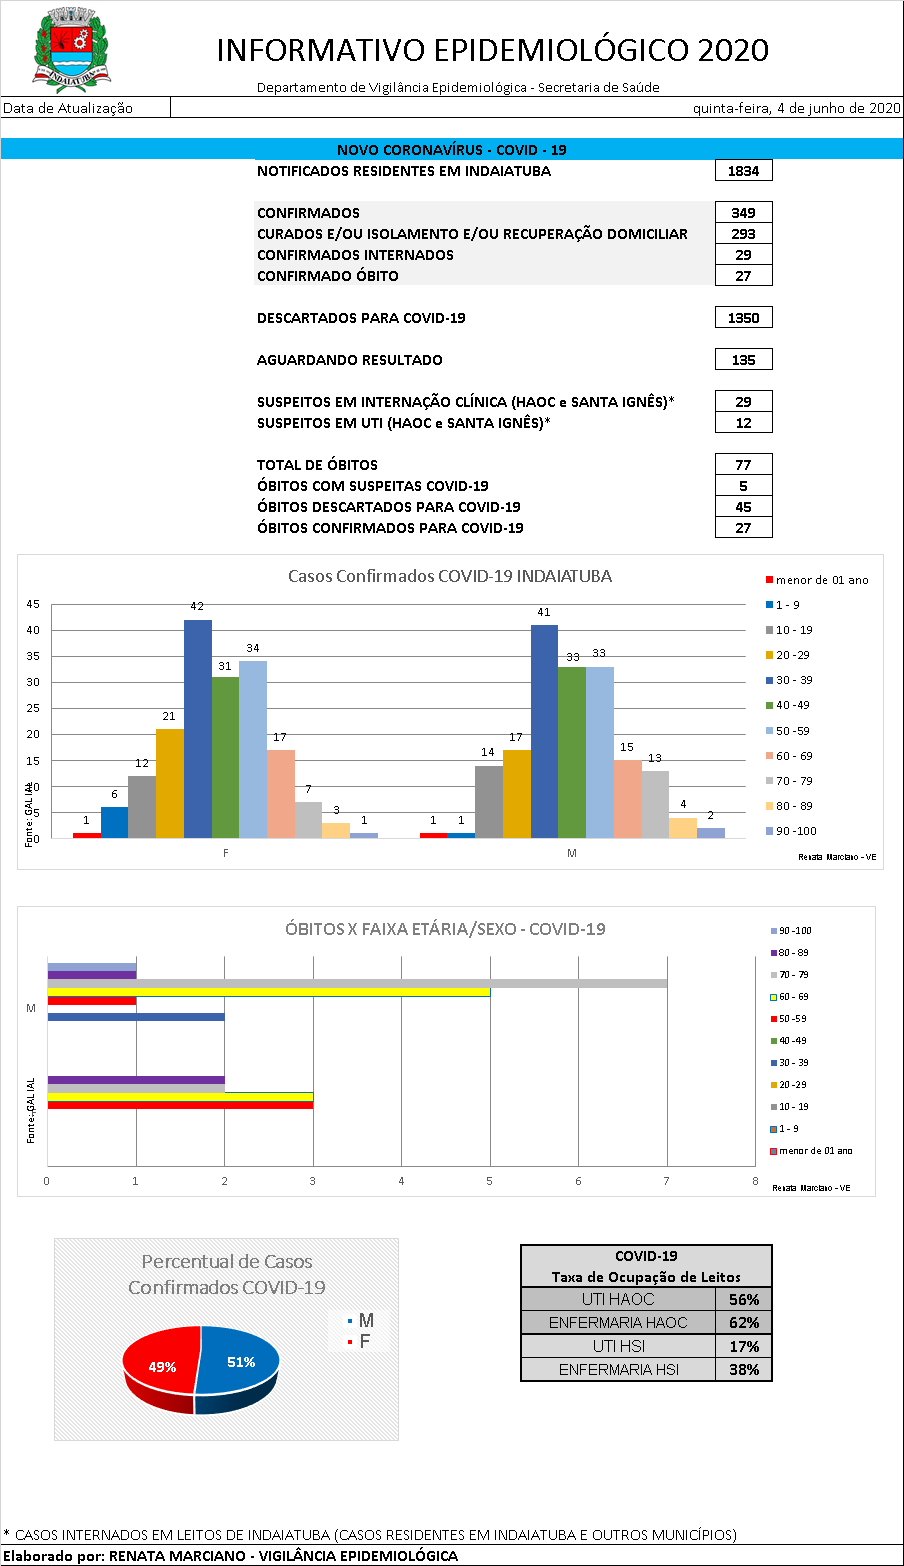 INDAIATUBA
INFORMATIVO EPIDEMIOLÓGICO 2020
Departamento de Vigilância Epidemiológica - Secretaria de Saúde
Data de Atualização quinta-feira, 4 de junho de 2020
NOVO CORONAVÍRUS - COVID - 19
NOTIFICADOS RESIDENTES EM INDAIATUBA 1834
CONFIRMADOS 349
CURADOS E/OU ISOLAMENTO E/OU RECUPERAÇÃO DOMICILIAR 293
CONFIRMADOS INTERNADOS 29
CONFIRMADO ÓBITO 27
DESCARTADOS PARA COVID-19 1350
AGUARDANDO RESULTADO 135
SUSPEITOS EM INTERNAÇÃO CLÍNICA (HAOC e SANTA IGNÊS)* 29
SUSPEITOS EM UTI (HAOC e SANTA IGNÊS)* 12
TOTAL DE ÓBITOS 77
ÓBITOS COM SUSPEITAS COVID-19 5
ÓBITOS DESCARTADOS PARA COVID-19 45
ÓBITOS CONFIRMADOS PARA COVID-19 27
Casos Confirmados COVID-19 INDAIATUBA
45
40
35
30
25
20
15
10
5
0
Fonte: GAL IAL
1 6 12 21 42 31 34 17 7 3 1
1 1 14 17 41 33 33 15 13 4 2
F M
menor de 01 ano
1 - 9
10 - 19
20 -29
30 - 39
40 -49
50 -59
60 - 69
70 - 79
80 - 89
90 -100
Renata Marciano - VE
ÓBITOS X FAIXA ETÁRIA/SEXO - COVID-19
M
Fonte: GAL IAL
0 1 2 3 4 5 6 7 8
90 -100
80 - 89
70 - 79
60 - 69
50 -59
40 -49
30 - 39
20 -29
10 - 19
1 - 9
menor de 01 ano
Renata Marciano - VE
Percentual de Casos
Confirmados COVID-19
49% 51%
M
F
COVID-19
Taxa de Ocupação de Leitos
UTI HAOC 56%
ENFERMARIA HAOC 62%
UTI HSI 17%
ENFERMARIA HSI 38%
* CASOS INTERNADOS EM LEITOS DE INDAIATUBA (CASOS RESIDENTES EM INDAIATUBA E OUTROS MUNICÍPIOS)
Elaborado por: RENATA MARCIANO - VIGILÂNCIA EPIDEMIOLÓGICA